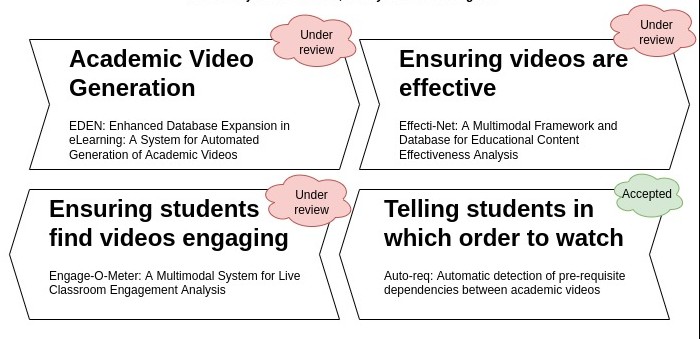 Under
review
Academic Video
Generation
EDEN: Enhanced Database Expansion in
eLearning: A System for Automated
Generation of Academic Videos
Under
review
Ensuring videos are
effective
Effecti-Net: A Multimodal Framework and
Database for Educational Content
Effectiveness Analysis
Under
review
Ensuring students
find videos engaging
Engage-O-Meter: A Multimodal System for Live
Classroom Engagement Analysis
Accepted
Telling students in
which order to watch
Auto-req: Automatic detection of pre-requisite
dependencies between academic videos